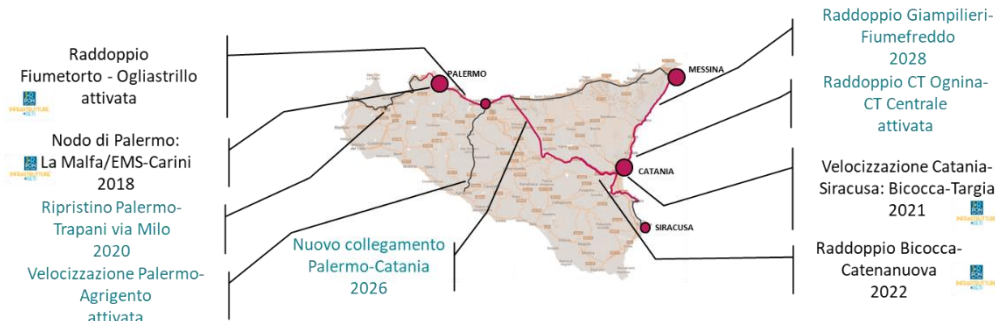 Raddoppio
Fiumetorto - Ogliastrillo
attivata
Nodo di Palermo:
La Malfa/EMS-Carini
2018
Ripristino Palermo-
Trapani via Milo
2020
Velocizzazione Palermo-
Agrigento
attivata
Nuovo collegamento
Palermo-Catania
2026
PALERMO
MESSINA
CATANIA
SIRACUSA
Raddoppio Giampilieri-
Fiumefreddo
2028
Raddoppio CT Ognina-
CT Centrale
attivata
Velocizzazione Catania-
Siracusa: Bicocca-Targia
2021
Raddoppio Bicocca-
Catenanuova
2022